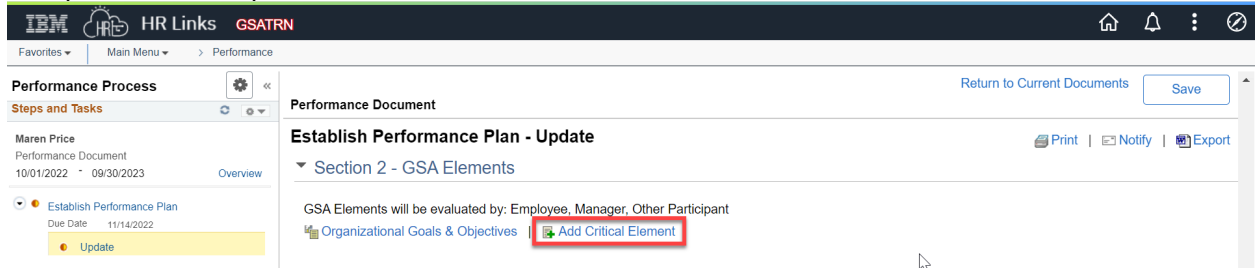 IBM HR HR Links GSATRN
Favorites Main Menu > Performance
Performance Process «
Steps and Tasks
Maren Price
Performance Document
10/01/2022 - 09/30/2023 Overview
Establish Performance Plan
Due Date 11/14/2022
Update
Return to Current Documents Save
Performance Document
Establish Performance Plan - Update Print | Notify | Export
Section 2 - GSA Elements
GSA Elements will be evaluated by: Employee, Manager, Other Participant
Organizational Goals & Objectives | Add Critical Element